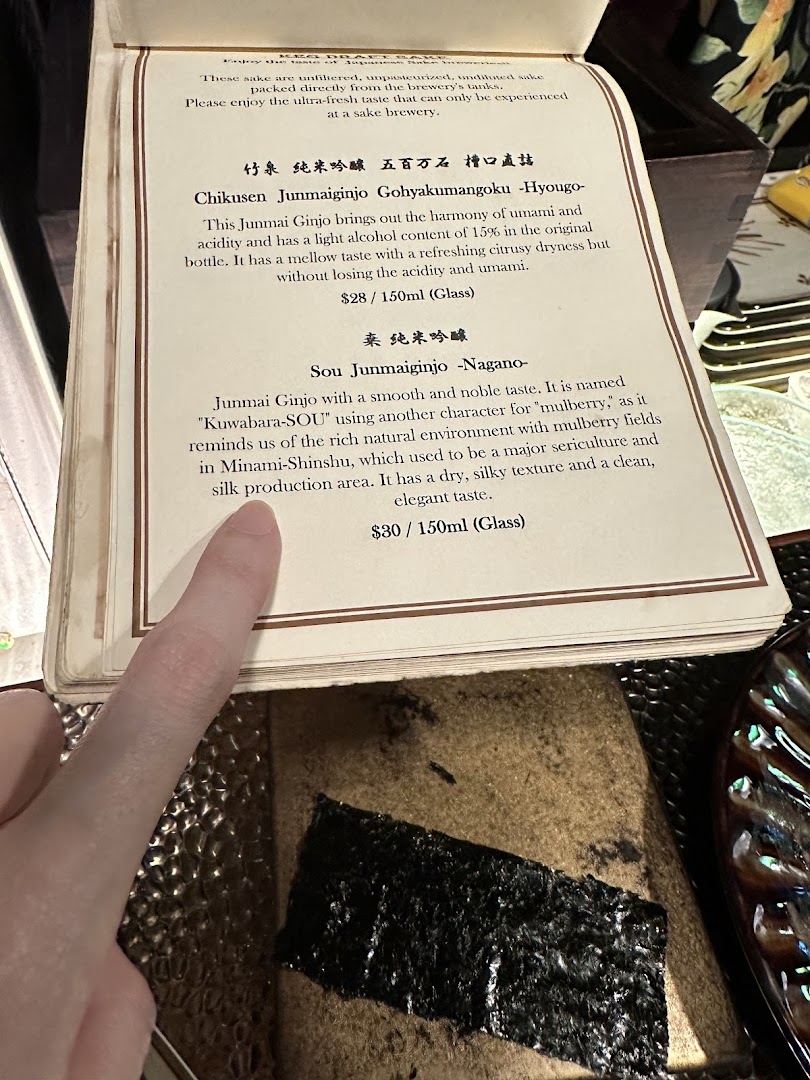 KEG DRAFT SAKE
Enjoy the taste of Japanese Sake breweries!!
These sake are unfiltered, unpasteurized, undiluted sake
packed directly from the brewery's tanks.
Please enjoy the ultra-fresh taste that can only be experienced
at a sake brewery.
竹泉 純米吟醸 五百万石 槽口直詰
Chikusen Junmaiginjo Gohyakumangoku -Hyougo-
This Junmai Ginjo brings out the harmony of umami and
acidity and has a light alcohol content of 15% in the original
bottle. It has a mellow taste with a refreshing citrusy dryness but
without losing the acidity and umami.
$28 / 150ml (Glass)
桒 純米吟醸
Sou Junmaiginjo -Nagano-
Junmai Ginjo with a smooth and noble taste. It is named
"Kuwabara-SOU" using another character for "mulberry," as it
reminds us of the rich natural environment with mulberry fields
in Minami-Shinshu, which used to be a major sericulture and
silk production area. It has a dry, silky texture and a clean,
elegant taste.
$30 / 150ml (Glass)